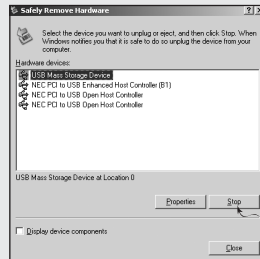 Safely Remove Hardware
Select the device you want to unplug or eject, and then click Stop. When
Windows notifies you that it is safe to do so unplug the device from your
computer.
Hardware devices:
USB Mass Storage Device
NEC PCI to USB Enhanced Host Controller (B1)
NEC PCI to USB Open Host Controller
NEC PCI to USB Open Host Controller
USB Mass Storage Device at Location 0
Properties
Stop
Display device components
Close